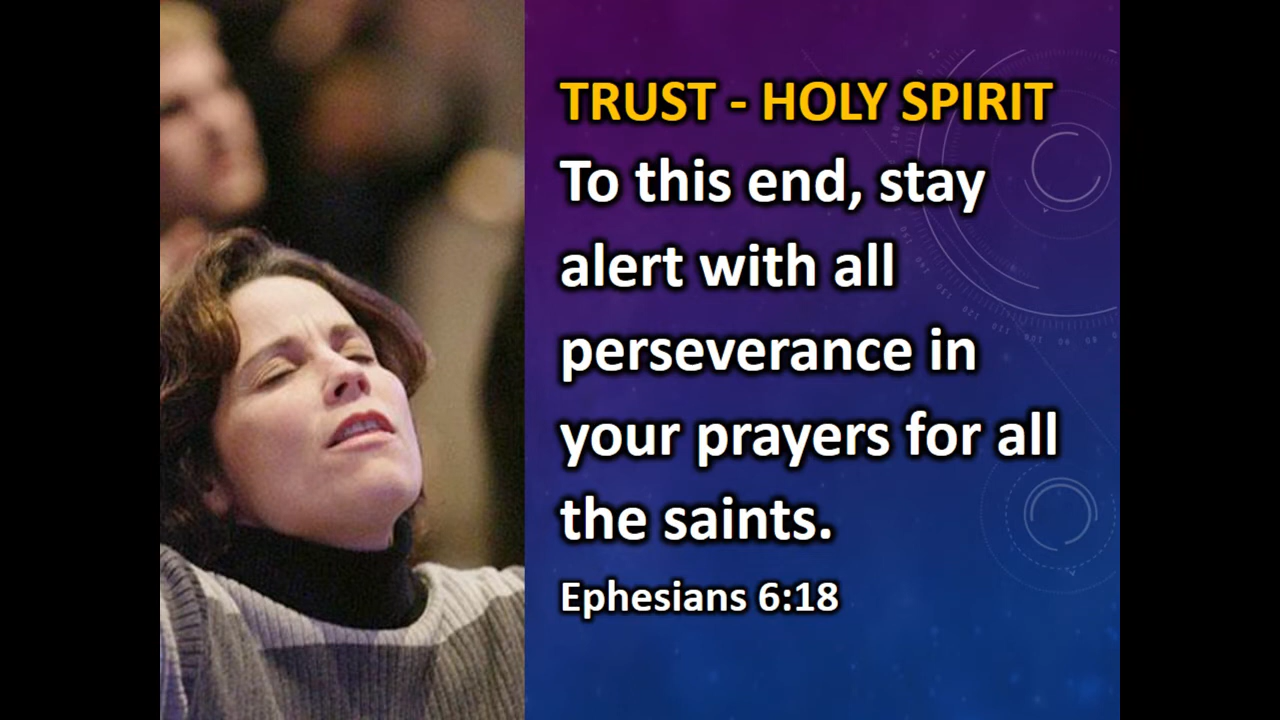 TRUST - HOLY SPIRIT
To this end, stay
alert with all
perseverance in
your prayers for all
the saints.
Ephesians 6:18